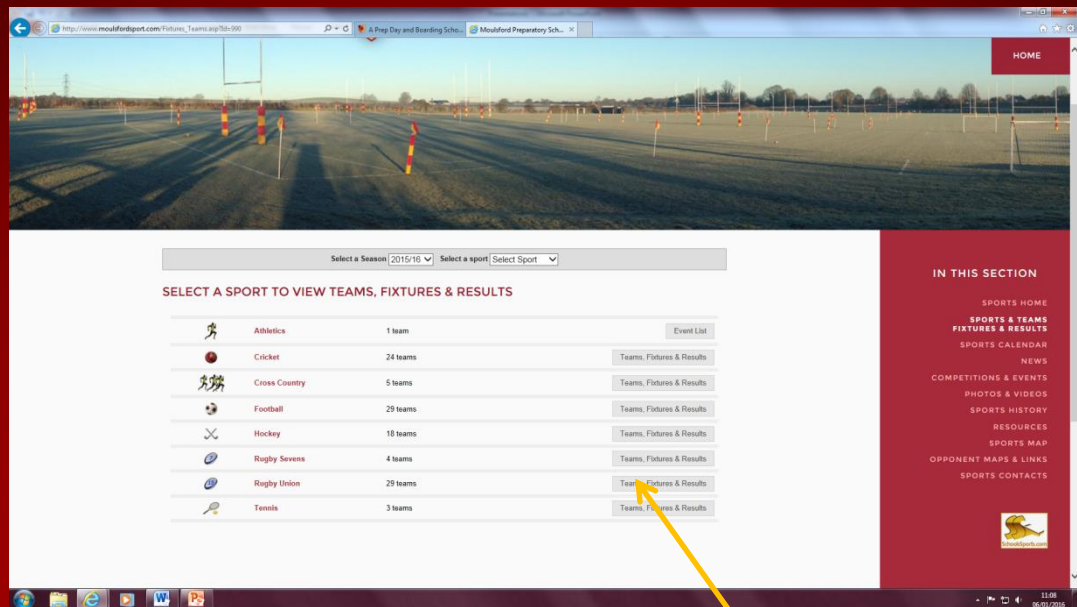 http://www.moulsfordsport.com/Fixtures_Teams.asp?Id=990
A Prep Day and Boarding Scho...
Moulsford Preparatory Sch...
HOME
Select a Season 2015/16 Select a sport Select Sport
SELECT A SPORT TO VIEW TEAMS, FIXTURES & RESULTS
Athletics 1 team Event List
Cricket 24 teams Teams, Fixtures & Results
Cross Country 5 teams Teams, Fixtures & Results
Football 29 teams Teams, Fixtures & Results
Hockey 18 teams Teams, Fixtures & Results
Rugby Sevens 4 teams Teams, Fixtures & Results
Rugby Union 29 teams Teams, Fixtures & Results
Tennis 3 teams Teams, Fixtures & Results
IN THIS SECTION
SPORTS HOME
SPORTS & TEAMS
FIXTURES & RESULTS
SPORTS CALENDAR
NEWS
COMPETITIONS & EVENTS
PHOTOS & VIDEOS
SPORTS HISTORY
RESOURCES
SPORTS MAP
OPPONENT MAPS & LINKS
SPORTS CONTACTS
SchoolsSports.com
11:08
06/01/2016